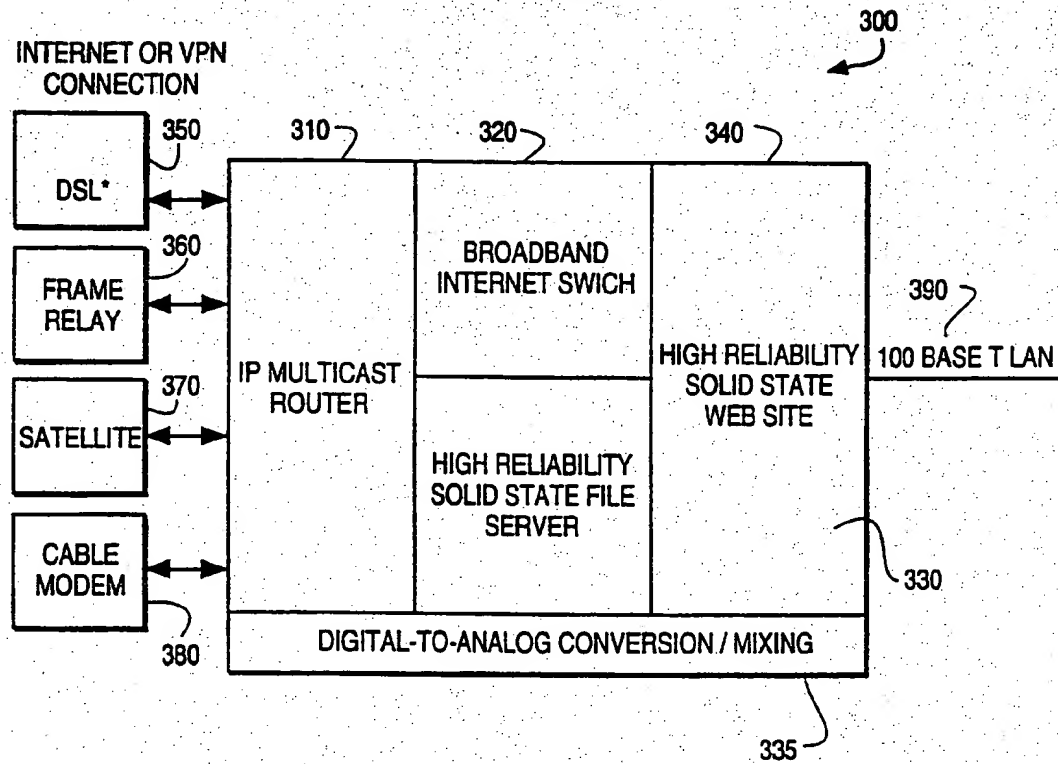 300
INTERNET OR VPN
CONNECTION
350
DSL*
360
FRAME
RELAY
370
SATELLITE
CABLE
MODEM
380
310
320
340
IP MULTICAST
ROUTER
BROADBAND
INTERNET SWICH
HIGH RELIABILITY
SOLID STATE FILE
SERVER
HIGH RELIABILITY
SOLID STATE
WEB SITE
330
390
100 BASE T LAN
DIGITAL-TO-ANALOG CONVERSION / MIXING
335